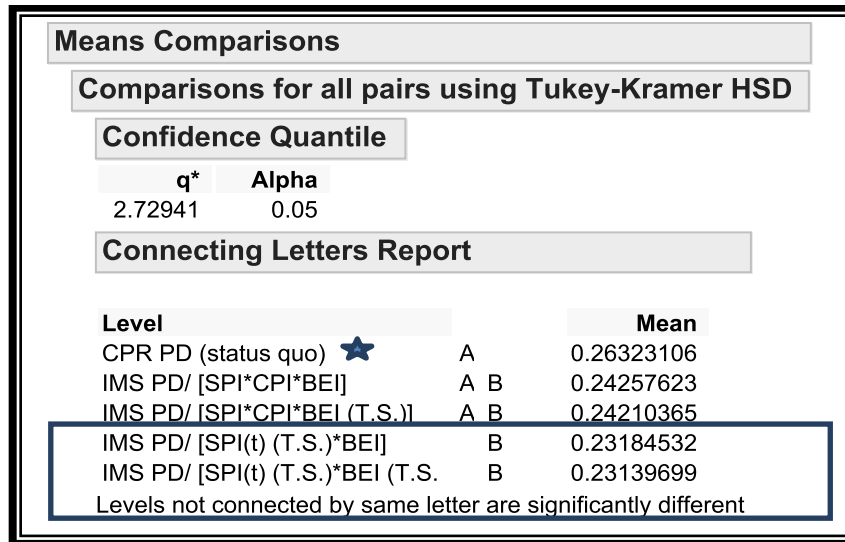 Means Comparisons
Comparisons for all pairs using Tukey-Kramer HSD
Confidence Quantile
q* Alpha
2.72941 0.05
Connecting Letters Report
Level Mean
CPR PD (status quo) A 0.26323106
IMS PD/ [SPI*CPI*BEI] A B 0.24257623
IMS PD/ [SPI*CPI*BEI (T.S.)] A B 0.24210365
IMS PD/ [SPI(t) (T.S.)*BEI] B 0.23184532
IMS PD/ [SPI(t) (T.S.)*BEI (T.S. B 0.23139699
Levels not connected by same letter are significantly different